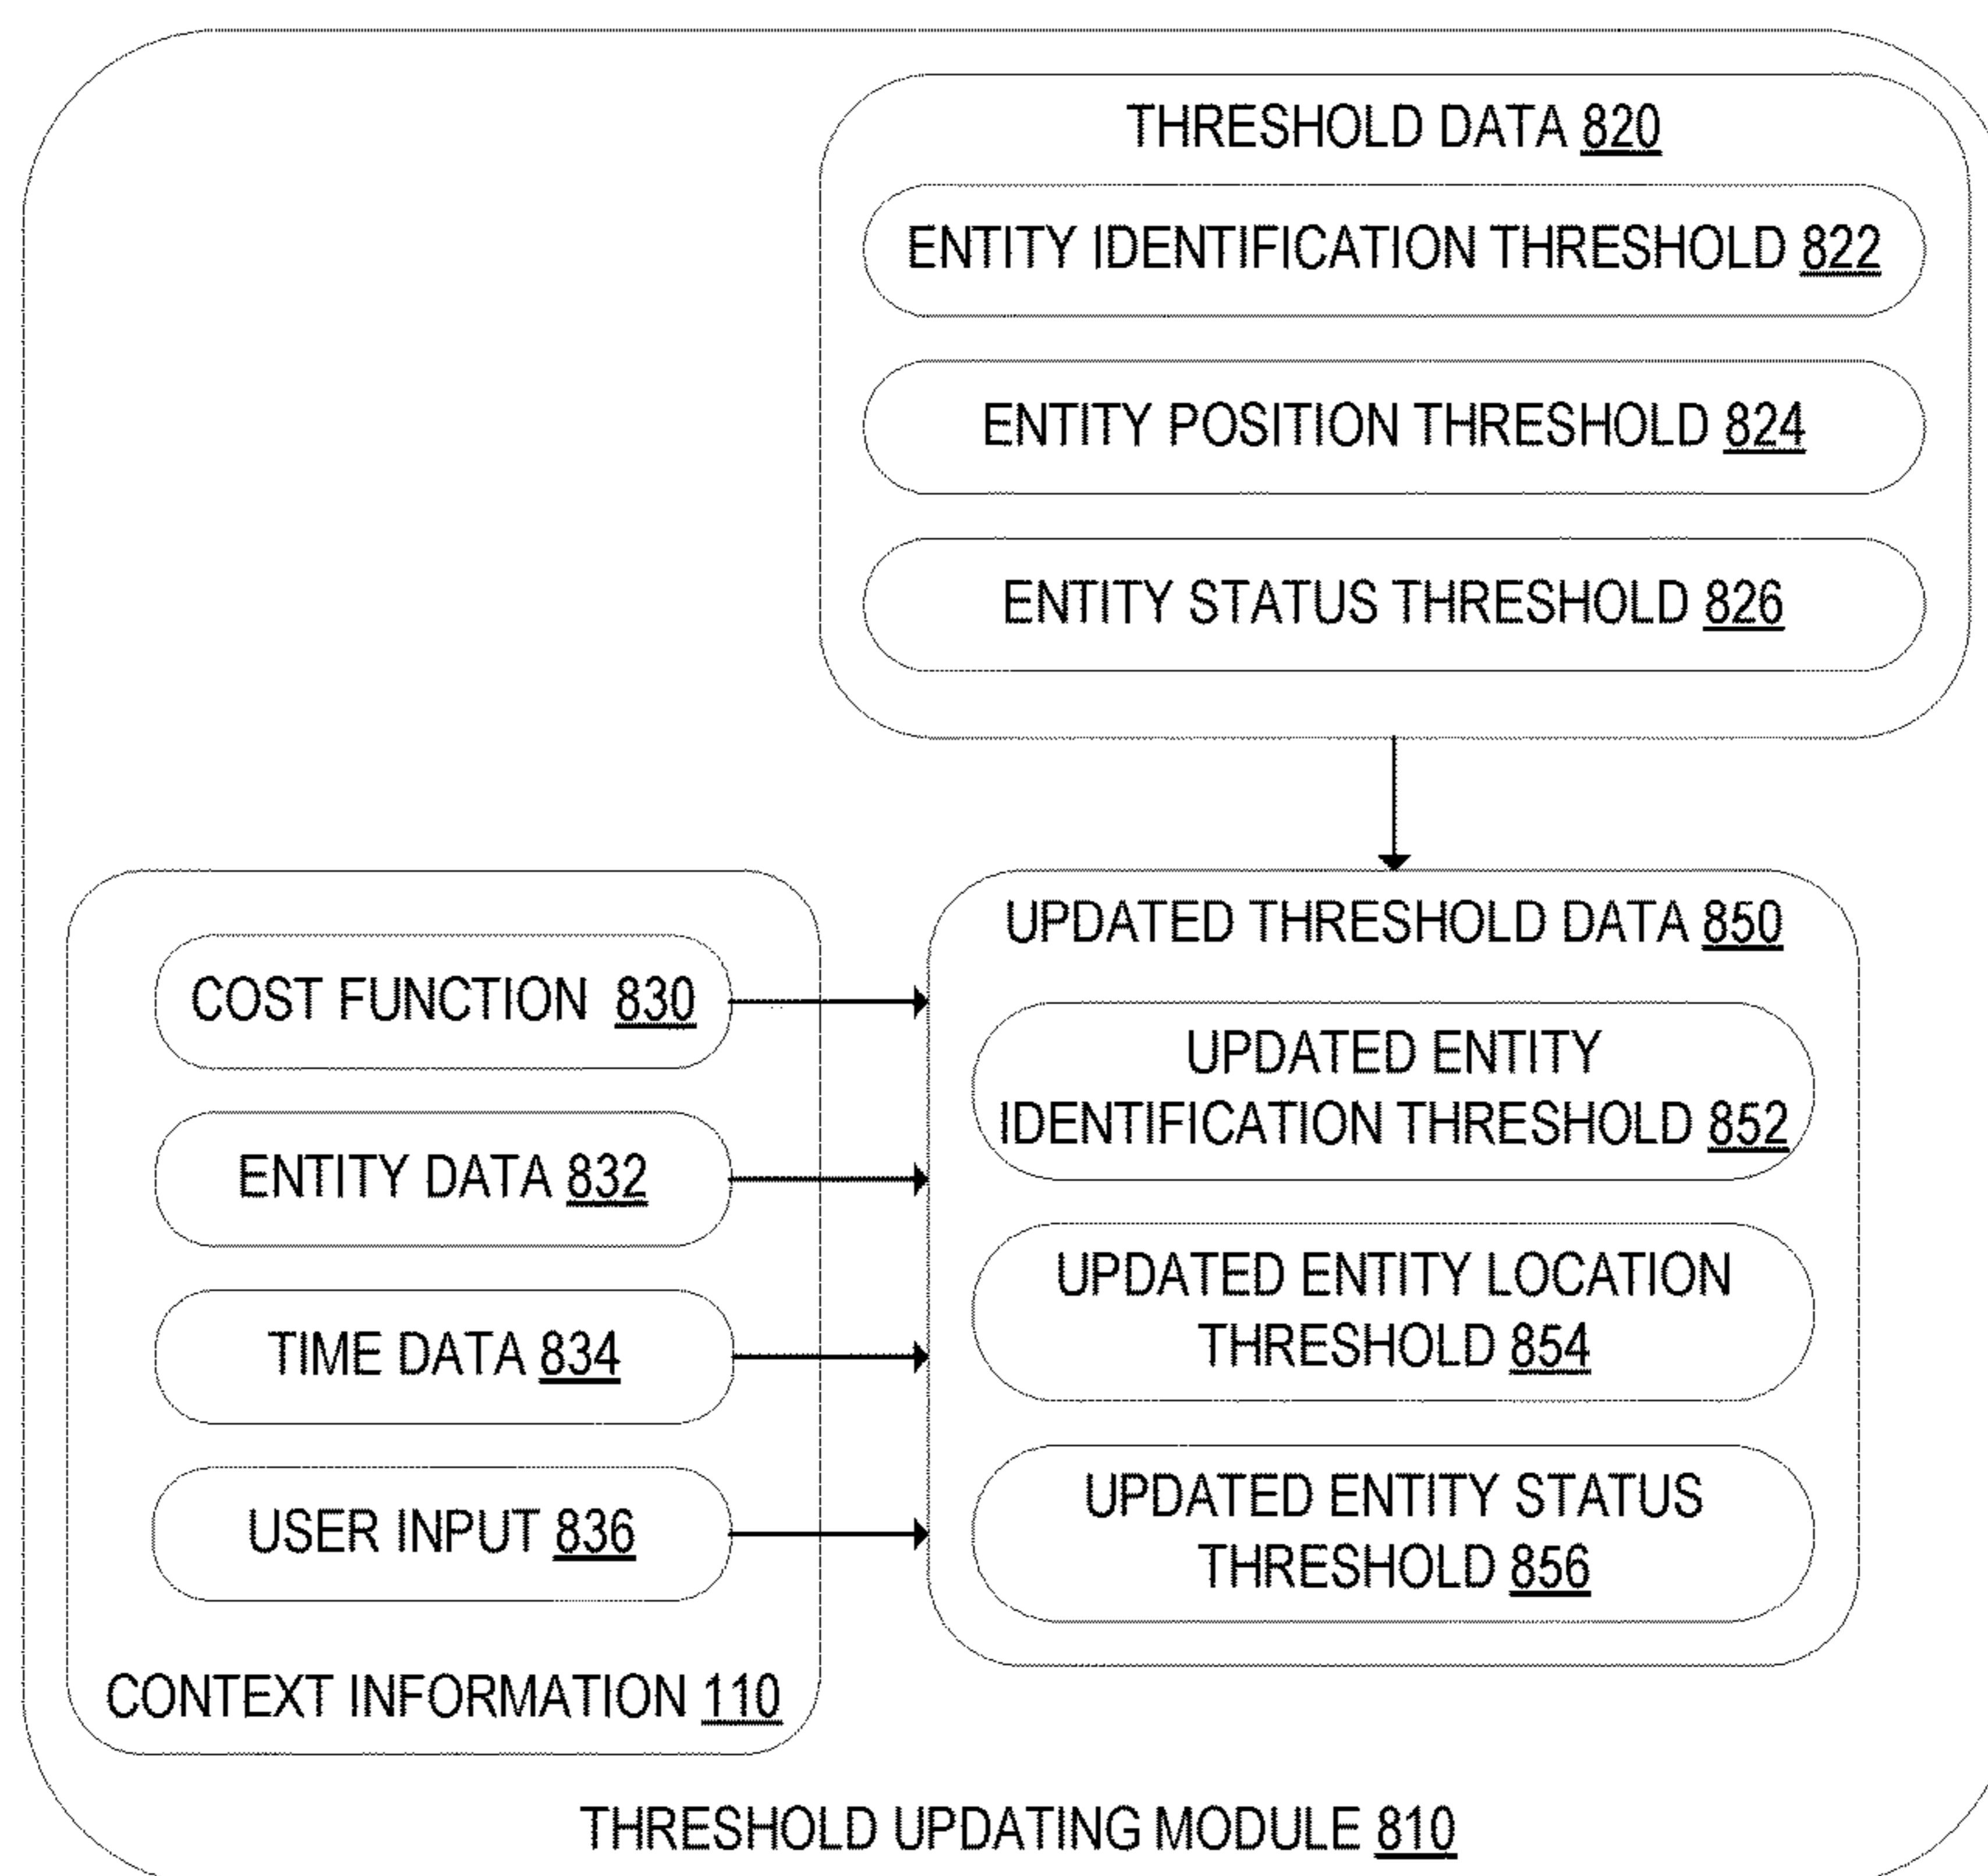 THRESHOLD DATA 820
ENTITY IDENTIFICATION THRESHOLD 822
ENTITY POSITION THRESHOLD 824
ENTITY STATUS THRESHOLD 826
COST FUNCTION 830
ENTITY DATA 832
TIME DATA 834
USER INPUT 836
CONTEXT INFORMATION 110
UPDATED THRESHOLD DATA 850
UPDATED ENTITY
IDENTIFICATION THRESHOLD 852
UPDATED ENTITY LOCATION
THRESHOLD 854
UPDATED ENTITY STATUS
THRESHOLD 856
THRESHOLD UPDATING MODULE 810